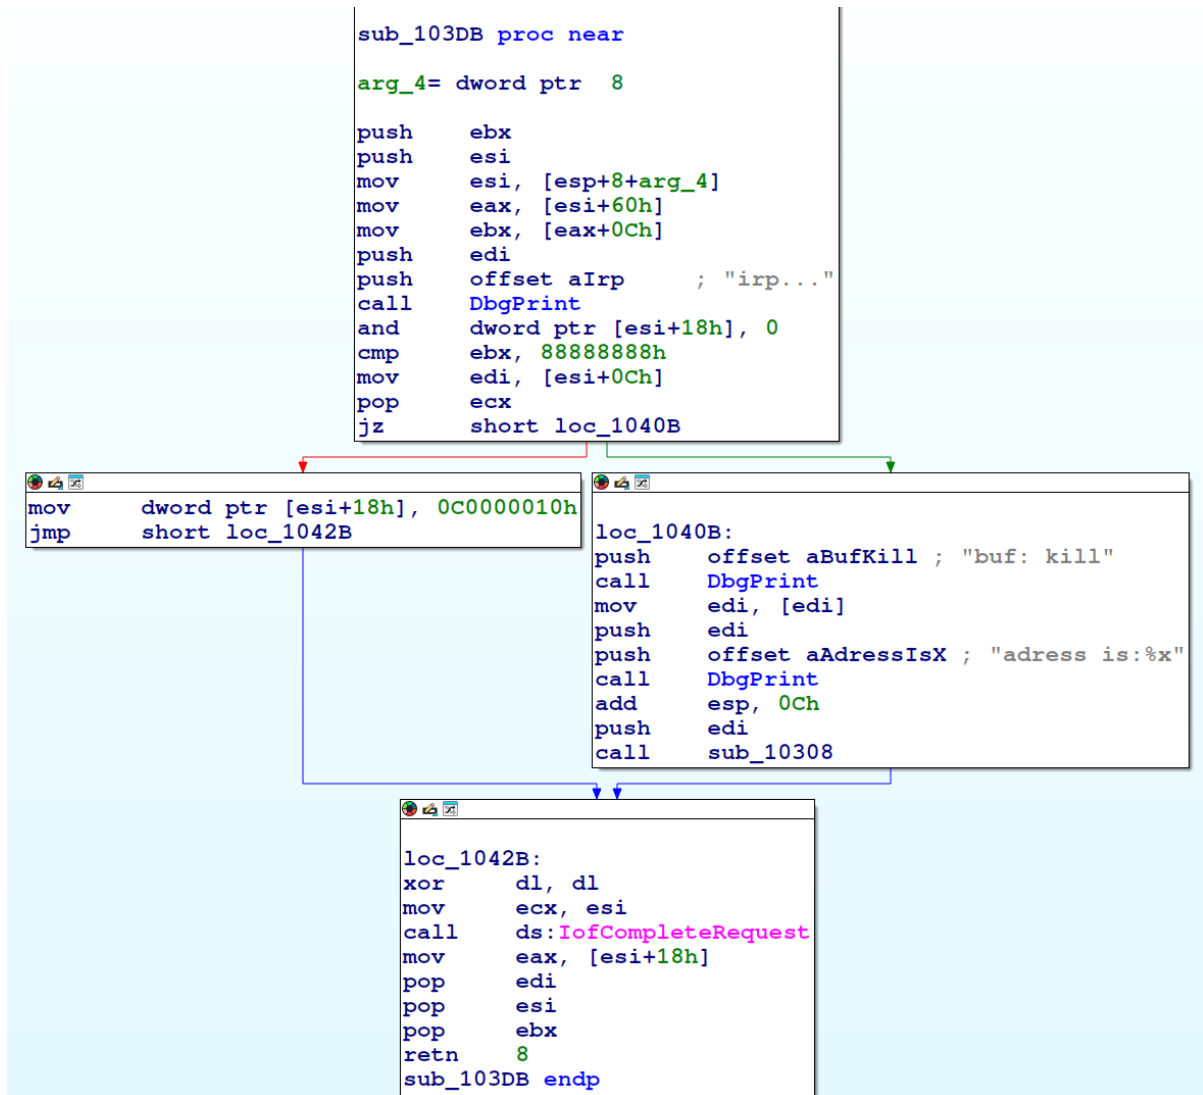 sub_103DB proc near
arg_4= dword ptr  8
push    ebx
push    esi
mov     esi, [esp+8+arg_4]
mov     eax, [esi+60h]
mov     ebx, [eax+0Ch]
push    edi
push    offset aIrp     ; "irp..."
call    DbgPrint
and     dword ptr [esi+18h], 0
cmp     ebx, 88888888h
mov     edi, [esi+0Ch]
pop     ecx
jz      short loc_1040B
mov     dword ptr [esi+18h], 0C0000010h
jmp     short loc_1042B
loc_1040B:
push    offset aBufKill ; "buf: kill"
call    DbgPrint
mov     edi, [edi]
push    edi
push    offset aAdressIsX ; "adress is:%x"
call    DbgPrint
add     esp, 0Ch
push    edi
call    sub_10308
loc_1042B:
xor     dl, dl
mov     ecx, esi
call    ds:IofCompleteRequest
mov     eax, [esi+18h]
pop     edi
pop     esi
pop     ebx
retn    8
sub_103DB endp